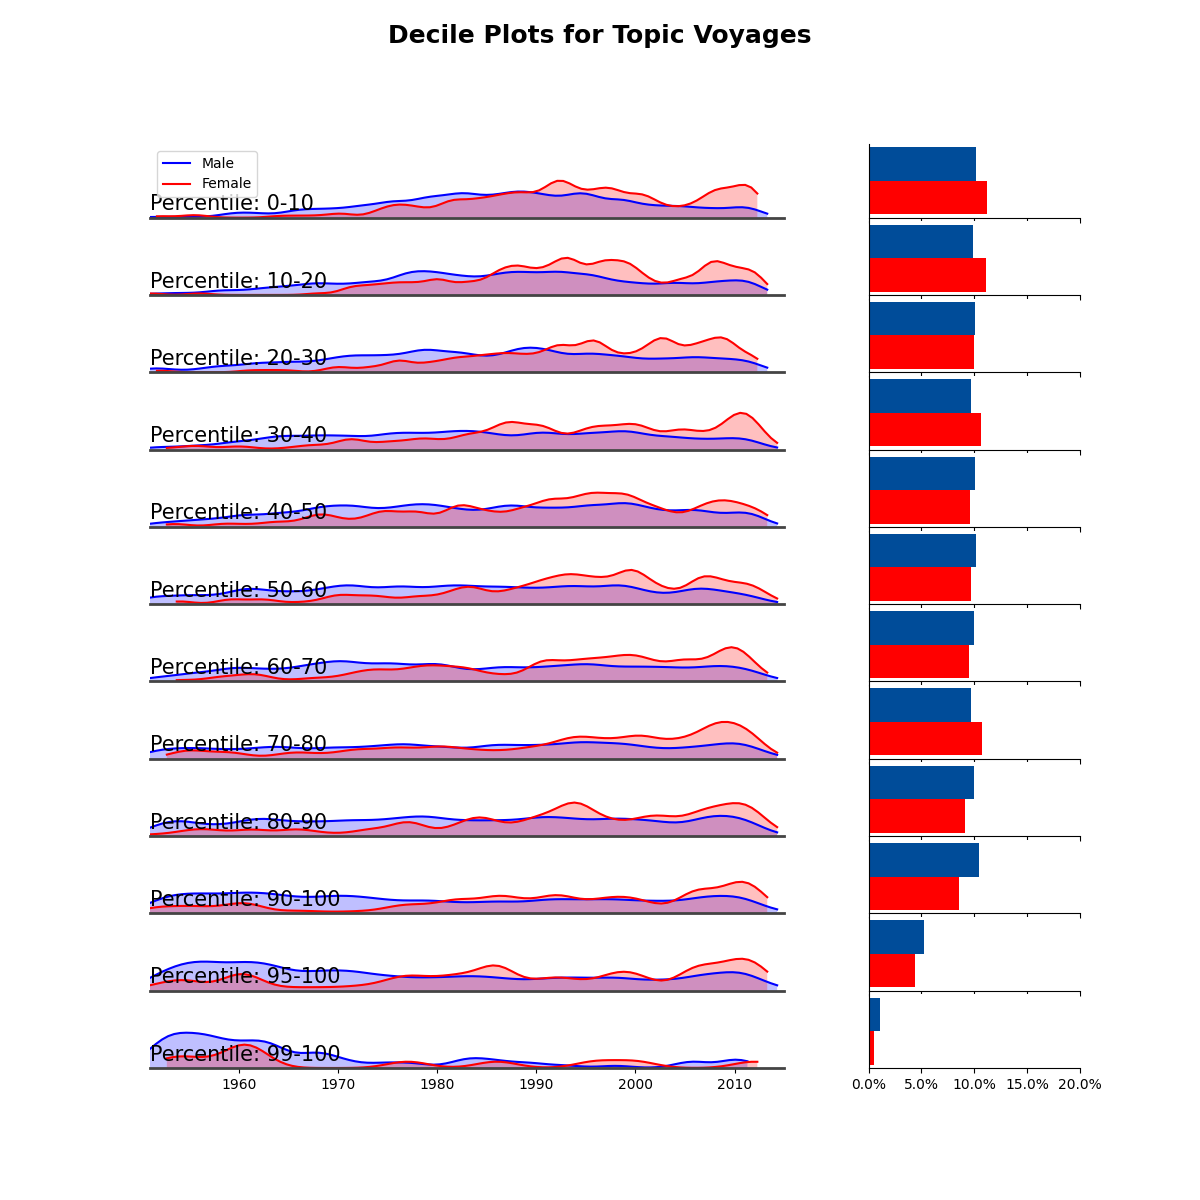 Decile Plots for Topic Voyages
Male
Female
Percentile: 0-10
Percentile: 10-20
Percentile: 20-30
Percentile: 30-40
Percentile: 40-50
Percentile: 50-60
Percentile: 60-70
Percentile: 70-80
Percentile: 80-90
Percentile: 90-100
Percentile: 95-100
Percentile: 99-100
1960 1970 1980 1990 2000 2010 0.0% 5.0% 10.0% 15.0% 20.0%